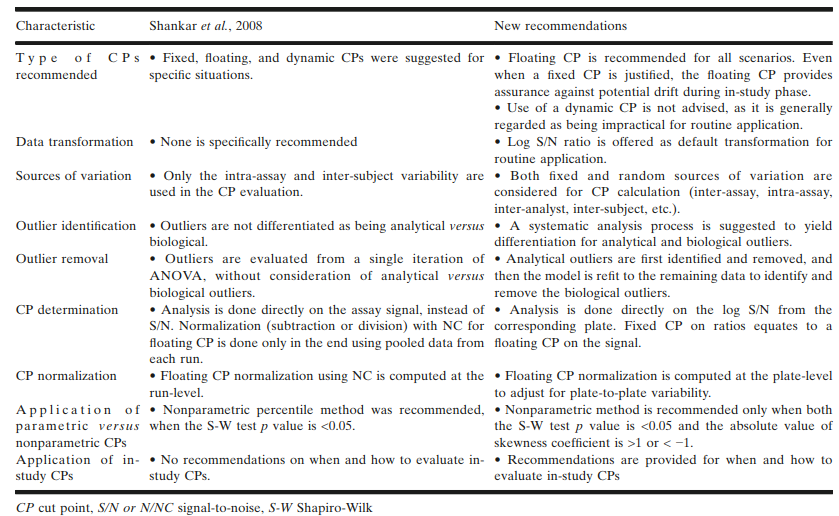 Characteristic Shankar et al., 2008 New recommendations
Type of CPs recommended
• Fixed, floating, and dynamic CPs were suggested for
specific situations.
• Floating CP is recommended for all scenarios. Even
when a fixed CP is justified, the floating CP provides
assurance against potential drift during in-study phase.
• Use of a dynamic CP is not advised, as it is generally
regarded as being impractical for routine application.
Data transformation
• None is specifically recommended
• Log S/N ratio is offered as default transformation for
routine application.
Sources of variation
• Only the intra-assay and inter-subject variability are
used in the CP evaluation.
• Both fixed and random sources of variation are
considered for CP calculation (inter-assay, intra-assay,
inter-analyst, inter-subject, etc.).
Outlier identification
• Outliers are not differentiated as being analytical versus
biological.
• A systematic analysis process is suggested to yield
differentiation for analytical and biological outliers.
Outlier removal
• Outliers are evaluated from a single iteration of
ANOVA, without consideration of analytical versus
biological outliers.
• Analytical outliers are first identified and removed, and
then the model is refit to the remaining data to identify and
remove the biological outliers.
CP determination
• Analysis is done directly on the assay signal, instead of
S/N. Normalization (subtraction or division) with NC for
floating CP is done only in the end using pooled data from
each run.
• Analysis is done directly on the log S/N from the
corresponding plate. Fixed CP on ratios equates to a
floating CP on the signal.
CP normalization
• Floating CP normalization using NC is computed at the
run-level.
• Floating CP normalization is computed at the plate-level
to adjust for plate-to-plate variability.
Application of
parametric versus
nonparametric CPs
• Nonparametric percentile method was recommended,
when the S-W test p value is <0.05.
• Nonparametric method is recommended only when both
the S-W test p value is <0.05 and the absolute value of
skewness coefficient is >1 or < −1.
Application of in-
study CPs
• No recommendations on when and how to evaluate in-
study CPs.
• Recommendations are provided for when and how to
evaluate in-study CPs
CP cut point, S/N or N/NC signal-to-noise, S-W Shapiro-Wilk